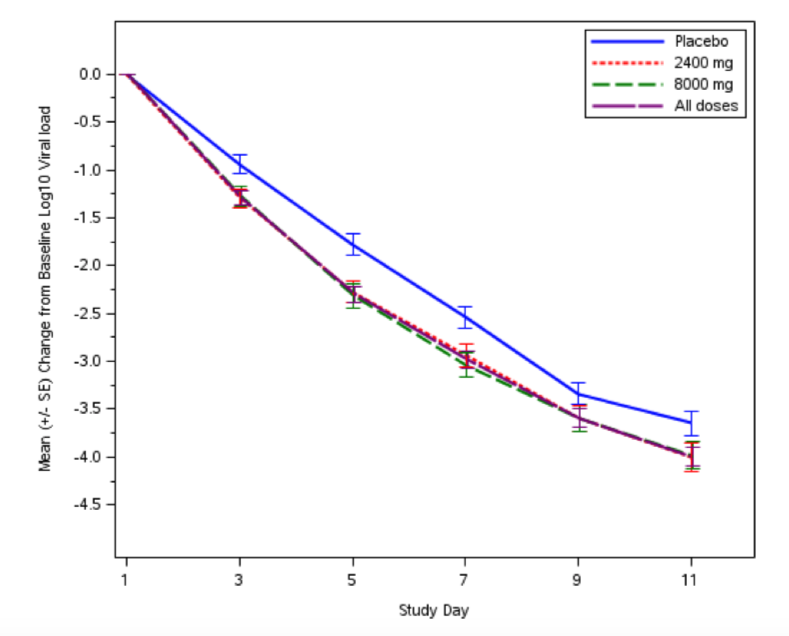 Placebo
2400 mg
8000 mg
All doses
Mean (+/- SE) Change from Baseline Log10 Viral load
0.0
-0.5
-1.0
-1.5
-2.0
-2.5
-3.0
-3.5
-4.0
-4.5
1 3 5 7 9 11
Study Day